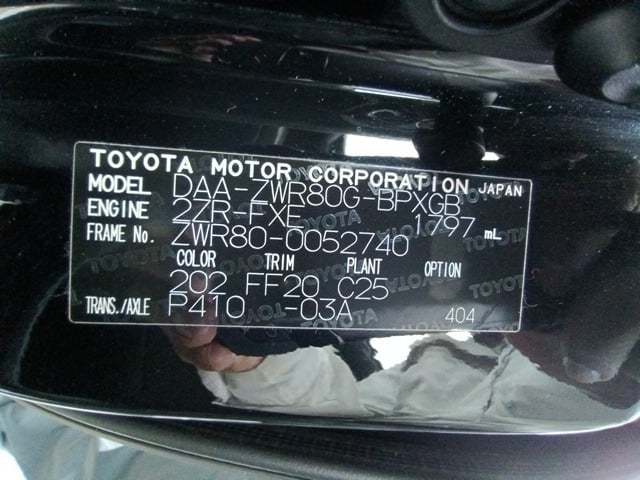 TOYOTA MOTOR CORPORATION JAPAN
MODEL DAA-ZWR80G-BPXGB
ENGINE 2ZR-FXE 1797 mL
FRAME No. ZWR80-0052740
COLOR TRIM PLANT OPTION
202 FF20 C25
TRANS./AXLE P410 -03A 404